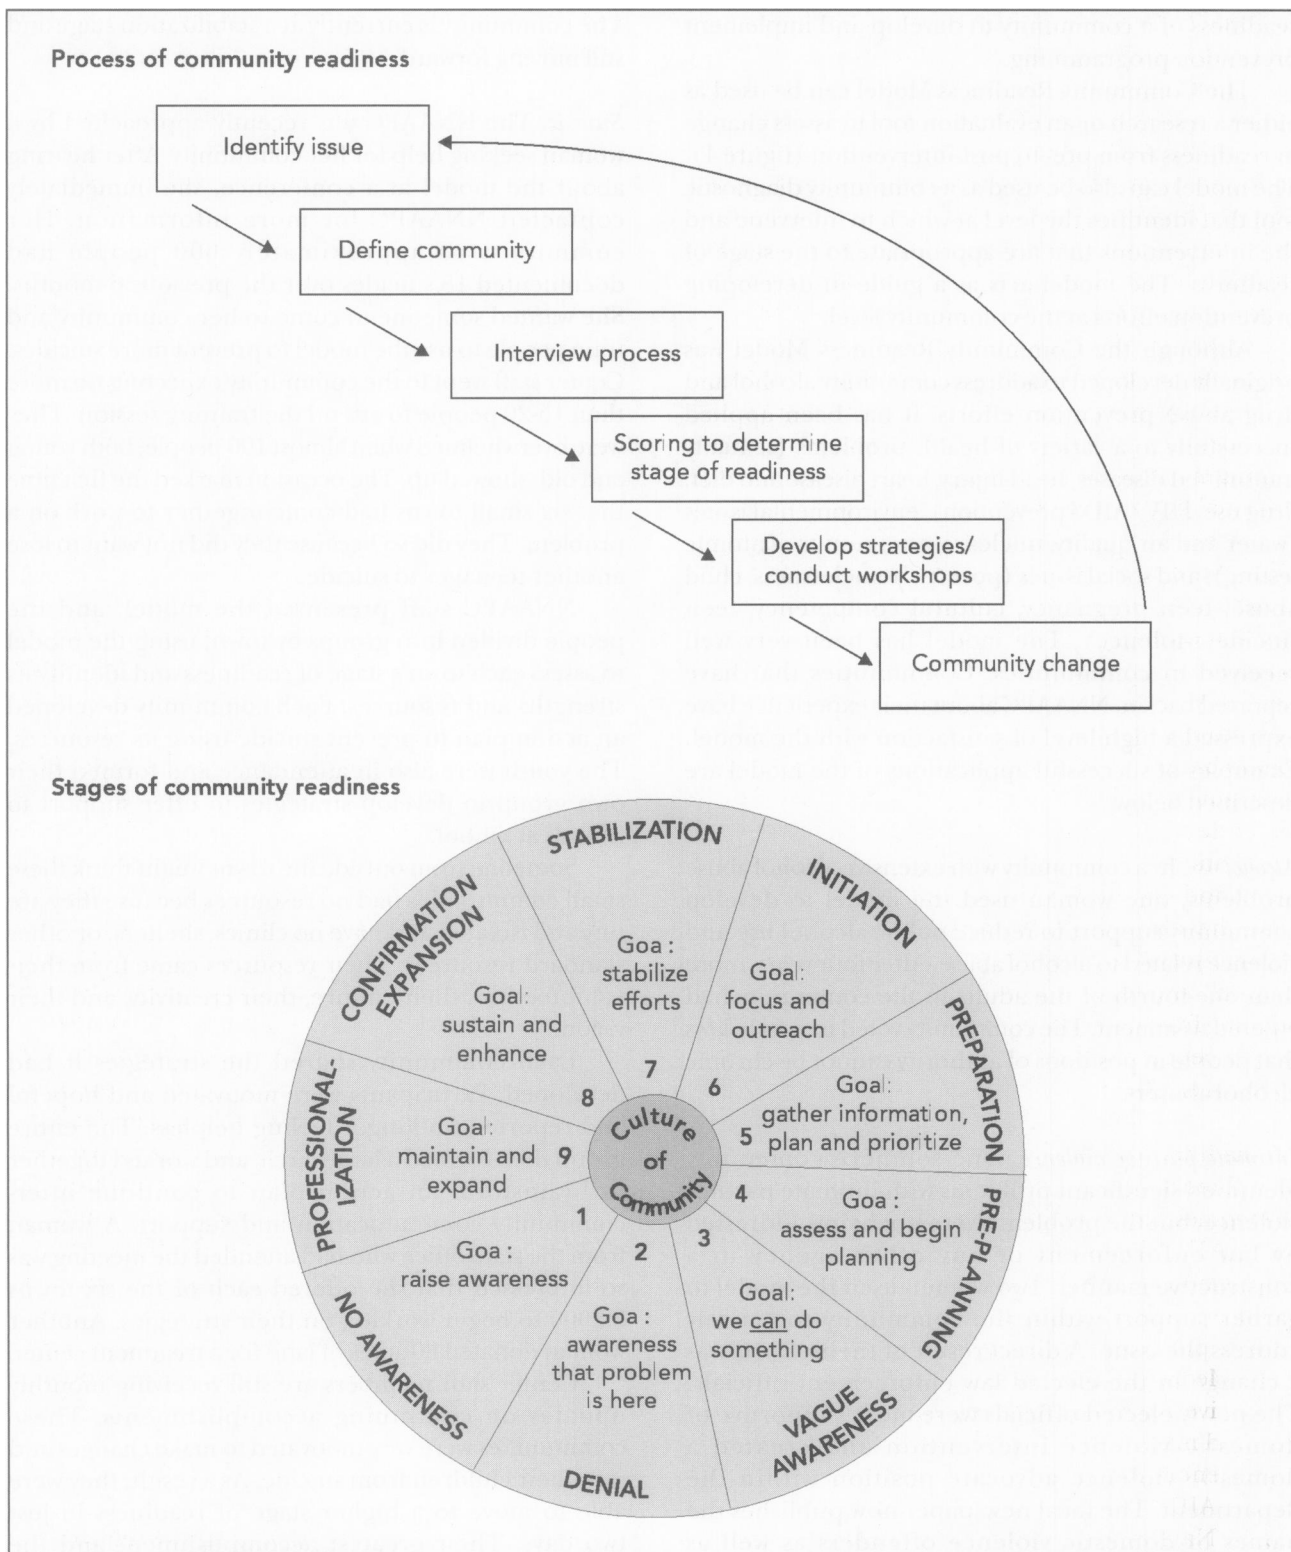 Process of community readiness
Identify issue
Define community
Interview process
Scoring to determine
stage of readiness
Develop strategies/
conduct workshops
Community change
Stages of community readiness
STABILIZATION
Goa :
stabilize
efforts
7
INITIATION
Goal:
focus and
outreach
6
PREPARATION
Goal:
gather information,
plan and prioritize
5
PRE-PLANNING
Goa :
assess and begin
planning
4
VAGUE
AWARENESS
Goal:
we can do
something
3
DENIAL
Goa :
awareness
that problem
is here
2
NO AWARENESS
Goa :
raise awareness
1
PROFESSIONAL-
IZATION
Goal:
maintain and
expand
9
CONFIRMATION
EXPANSION
Goal:
sustain and
enhance
8
Culture
of
Community